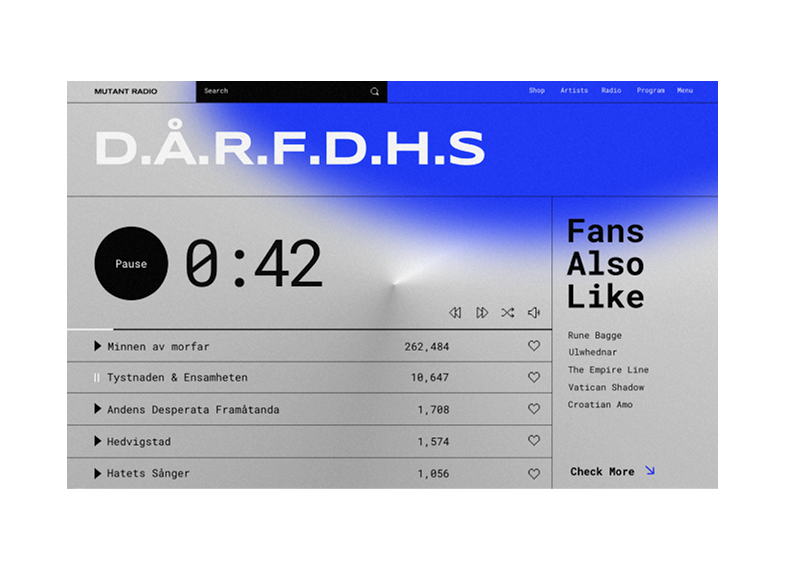 MUTANT RADIO
Search
Shop Artists Radio Program Menu
D.Å.R.F.D.H.S
Pause
0:42
Minnen av morfar 262,484
Tystnaden & Ensamheten 10,647
Andens Desperata Framåtanda 1,708
Hedvigstad 1,574
Hatets Sånger 1,056
Fans
Also
Like
Rune Bagge
Ulwhednar
The Empire Line
Vatican Shadow
Croatian Amo
Check More